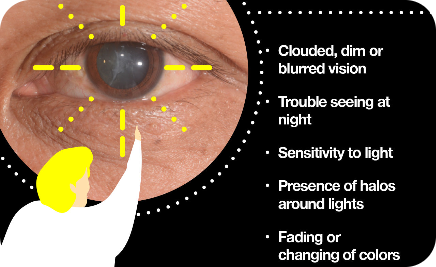 • Clouded, dim or
blurred vision
• Trouble seeing at
night
• Sensitivity to light
• Presence of halos
around lights
• Fading or
changing of colors